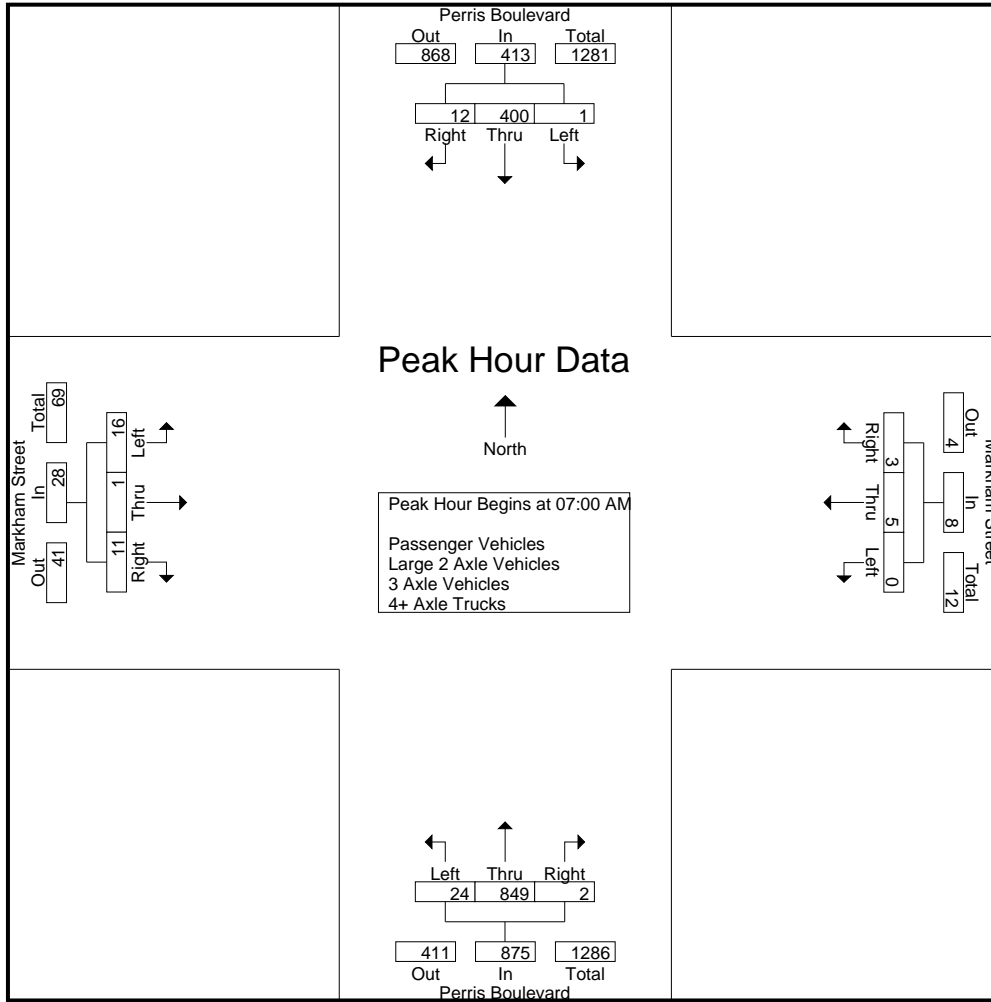 Perris Boulevard
Out In Total
868 413 1281
12 400 1
Right Thru Left
Peak Hour Data
North
Peak Hour Begins at 07:00 AM
Passenger Vehicles
Large 2 Axle Vehicles
3 Axle Vehicles
4+ Axle Trucks
Markham Street
Out In Total
41 28 69
Right Thru Left
11 1 16
Markham Street
Out In Total
4 8 12
Right Thru Left
3 5 0
Left Thru Right
24 849 2
411 875 1286
Out In Total
Perris Boulevard